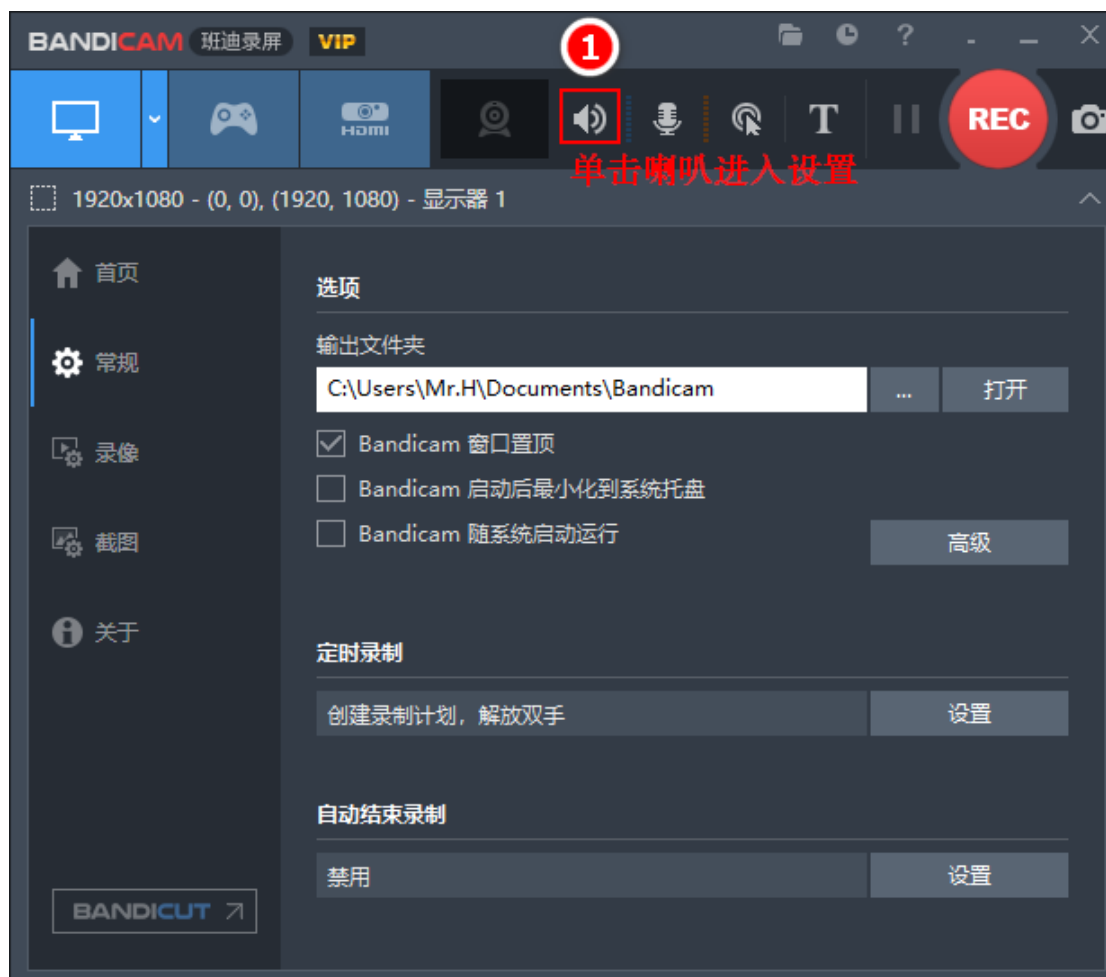 BANDICAM 班迪录屏 VIP
1
HDMI
T
REC
单击喇叭进入设置
1920x1080 - (0, 0), (1920, 1080) - 显示器 1
首页
常规
录像
截图
关于
BANDICUT
选项
输出文件夹
C:\Users\Mr.H\Documents\Bandicam
...
打开
Bandicam 窗口置顶
Bandicam 启动后最小化到系统托盘
Bandicam 随系统启动运行
高级
定时录制
创建录制计划，解放双手
设置
自动结束录制
禁用
设置